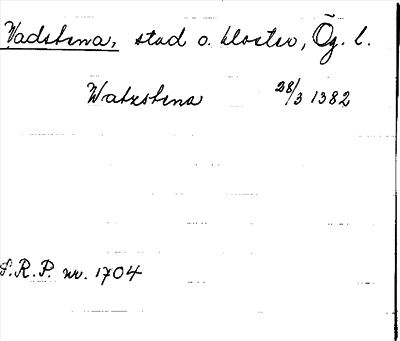 Vadstena, stad o. kloster, Ög. l.
Watzstena 28/3 1382
S.R.P. nr. 1704